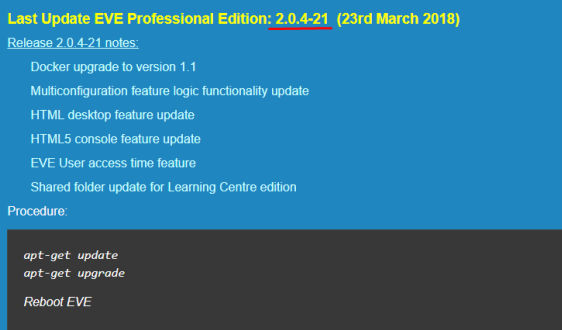 Last Update EVE Professional Edition: 2.0.4-21 (23rd March 2018)
Release 2.0.4-21 notes:
Docker upgrade to version 1.1
Multiconfiguration feature logic functionality update
HTML desktop feature update
HTML5 console feature update
EVE User access time feature
Shared folder update for Learning Centre edition
Procedure:
apt-get update
apt-get upgrade
Reboot EVE